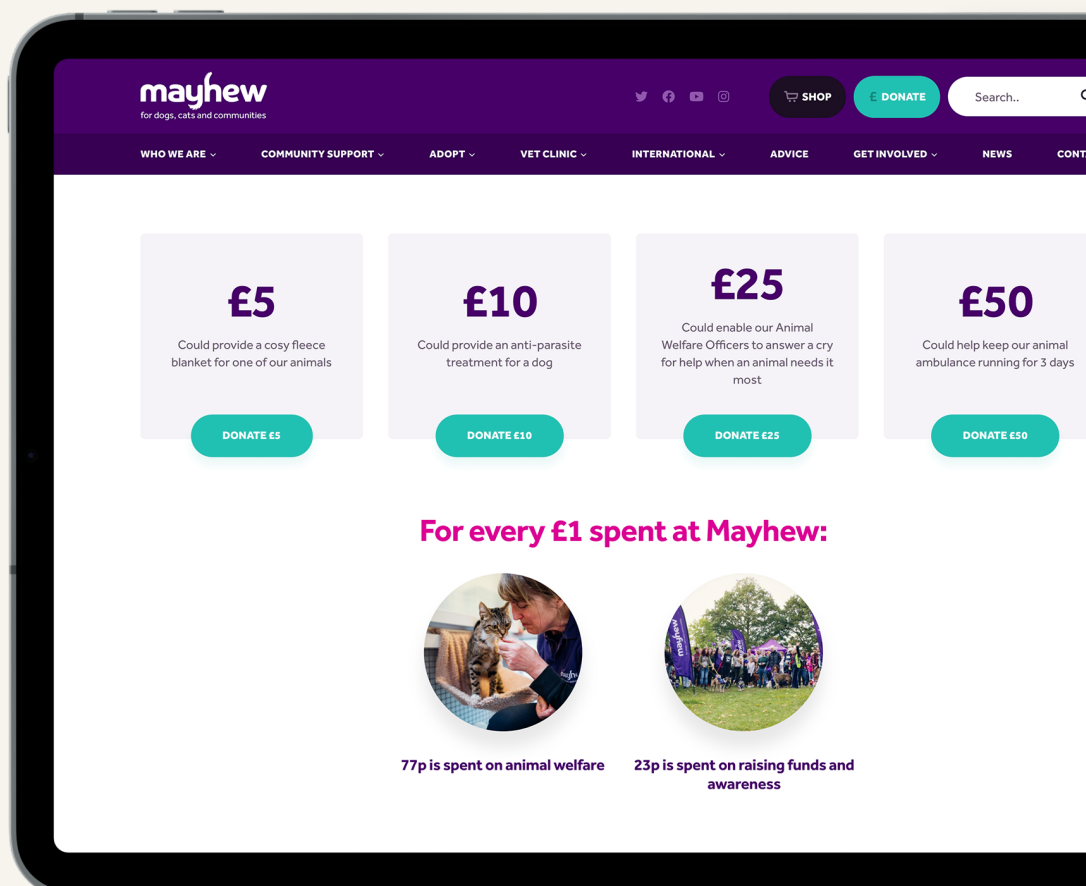 mayhew
for dogs, cats and communities
SHOP
£ DONATE
Search..
WHO WE ARE
COMMUNITY SUPPORT
ADOPT
VET CLINIC
INTERNATIONAL
ADVICE
GET INVOLVED
NEWS
£5
Could provide a cosy fleece
blanket for one of our animals
DONATE £5
£10
Could provide an anti-parasite
treatment for a dog
DONATE £10
£25
Could enable our Animal
Welfare Officers to answer a cry
for help when an animal needs it
most
DONATE £25
£50
Could help keep our animal
ambulance running for 3 days
DONATE £50
For every £1 spent at Mayhew:
mayhew
77p is spent on animal welfare
23p is spent on raising funds and
awareness